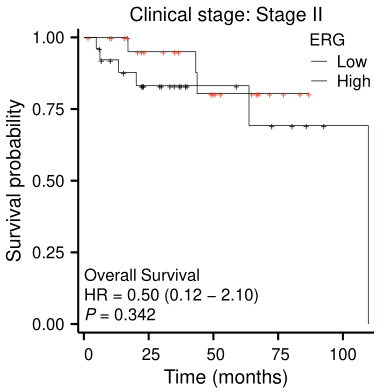 Clinical stage: Stage II
ERG
Low
High
Survival probability
1.00
0.75
0.50
0.25
0.00
Overall Survival
HR = 0.50 (0.12 − 2.10)
P = 0.342
0 25 50 75 100
Time (months)